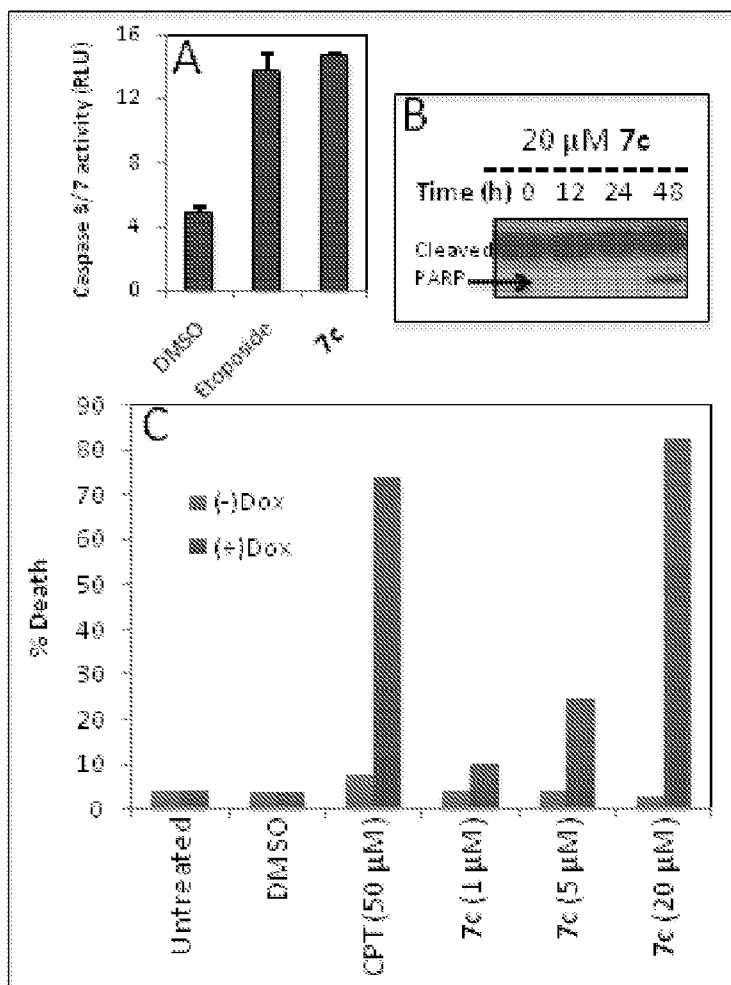 A
Caspase 3/7 activity (RLU)
16
12
8
4
0
DMSO
Etoposide
7c
B
20 µM 7c
Time (h) 0 12 24 48
Cleaved
PARP
C
% Death
90
80
70
60
50
40
30
20
10
0
(-)Dox
(+)Dox
Untreated
DMSO
CPT (50 µM)
7c (1 µM)
7c (5 µM)
7c (20 µM)